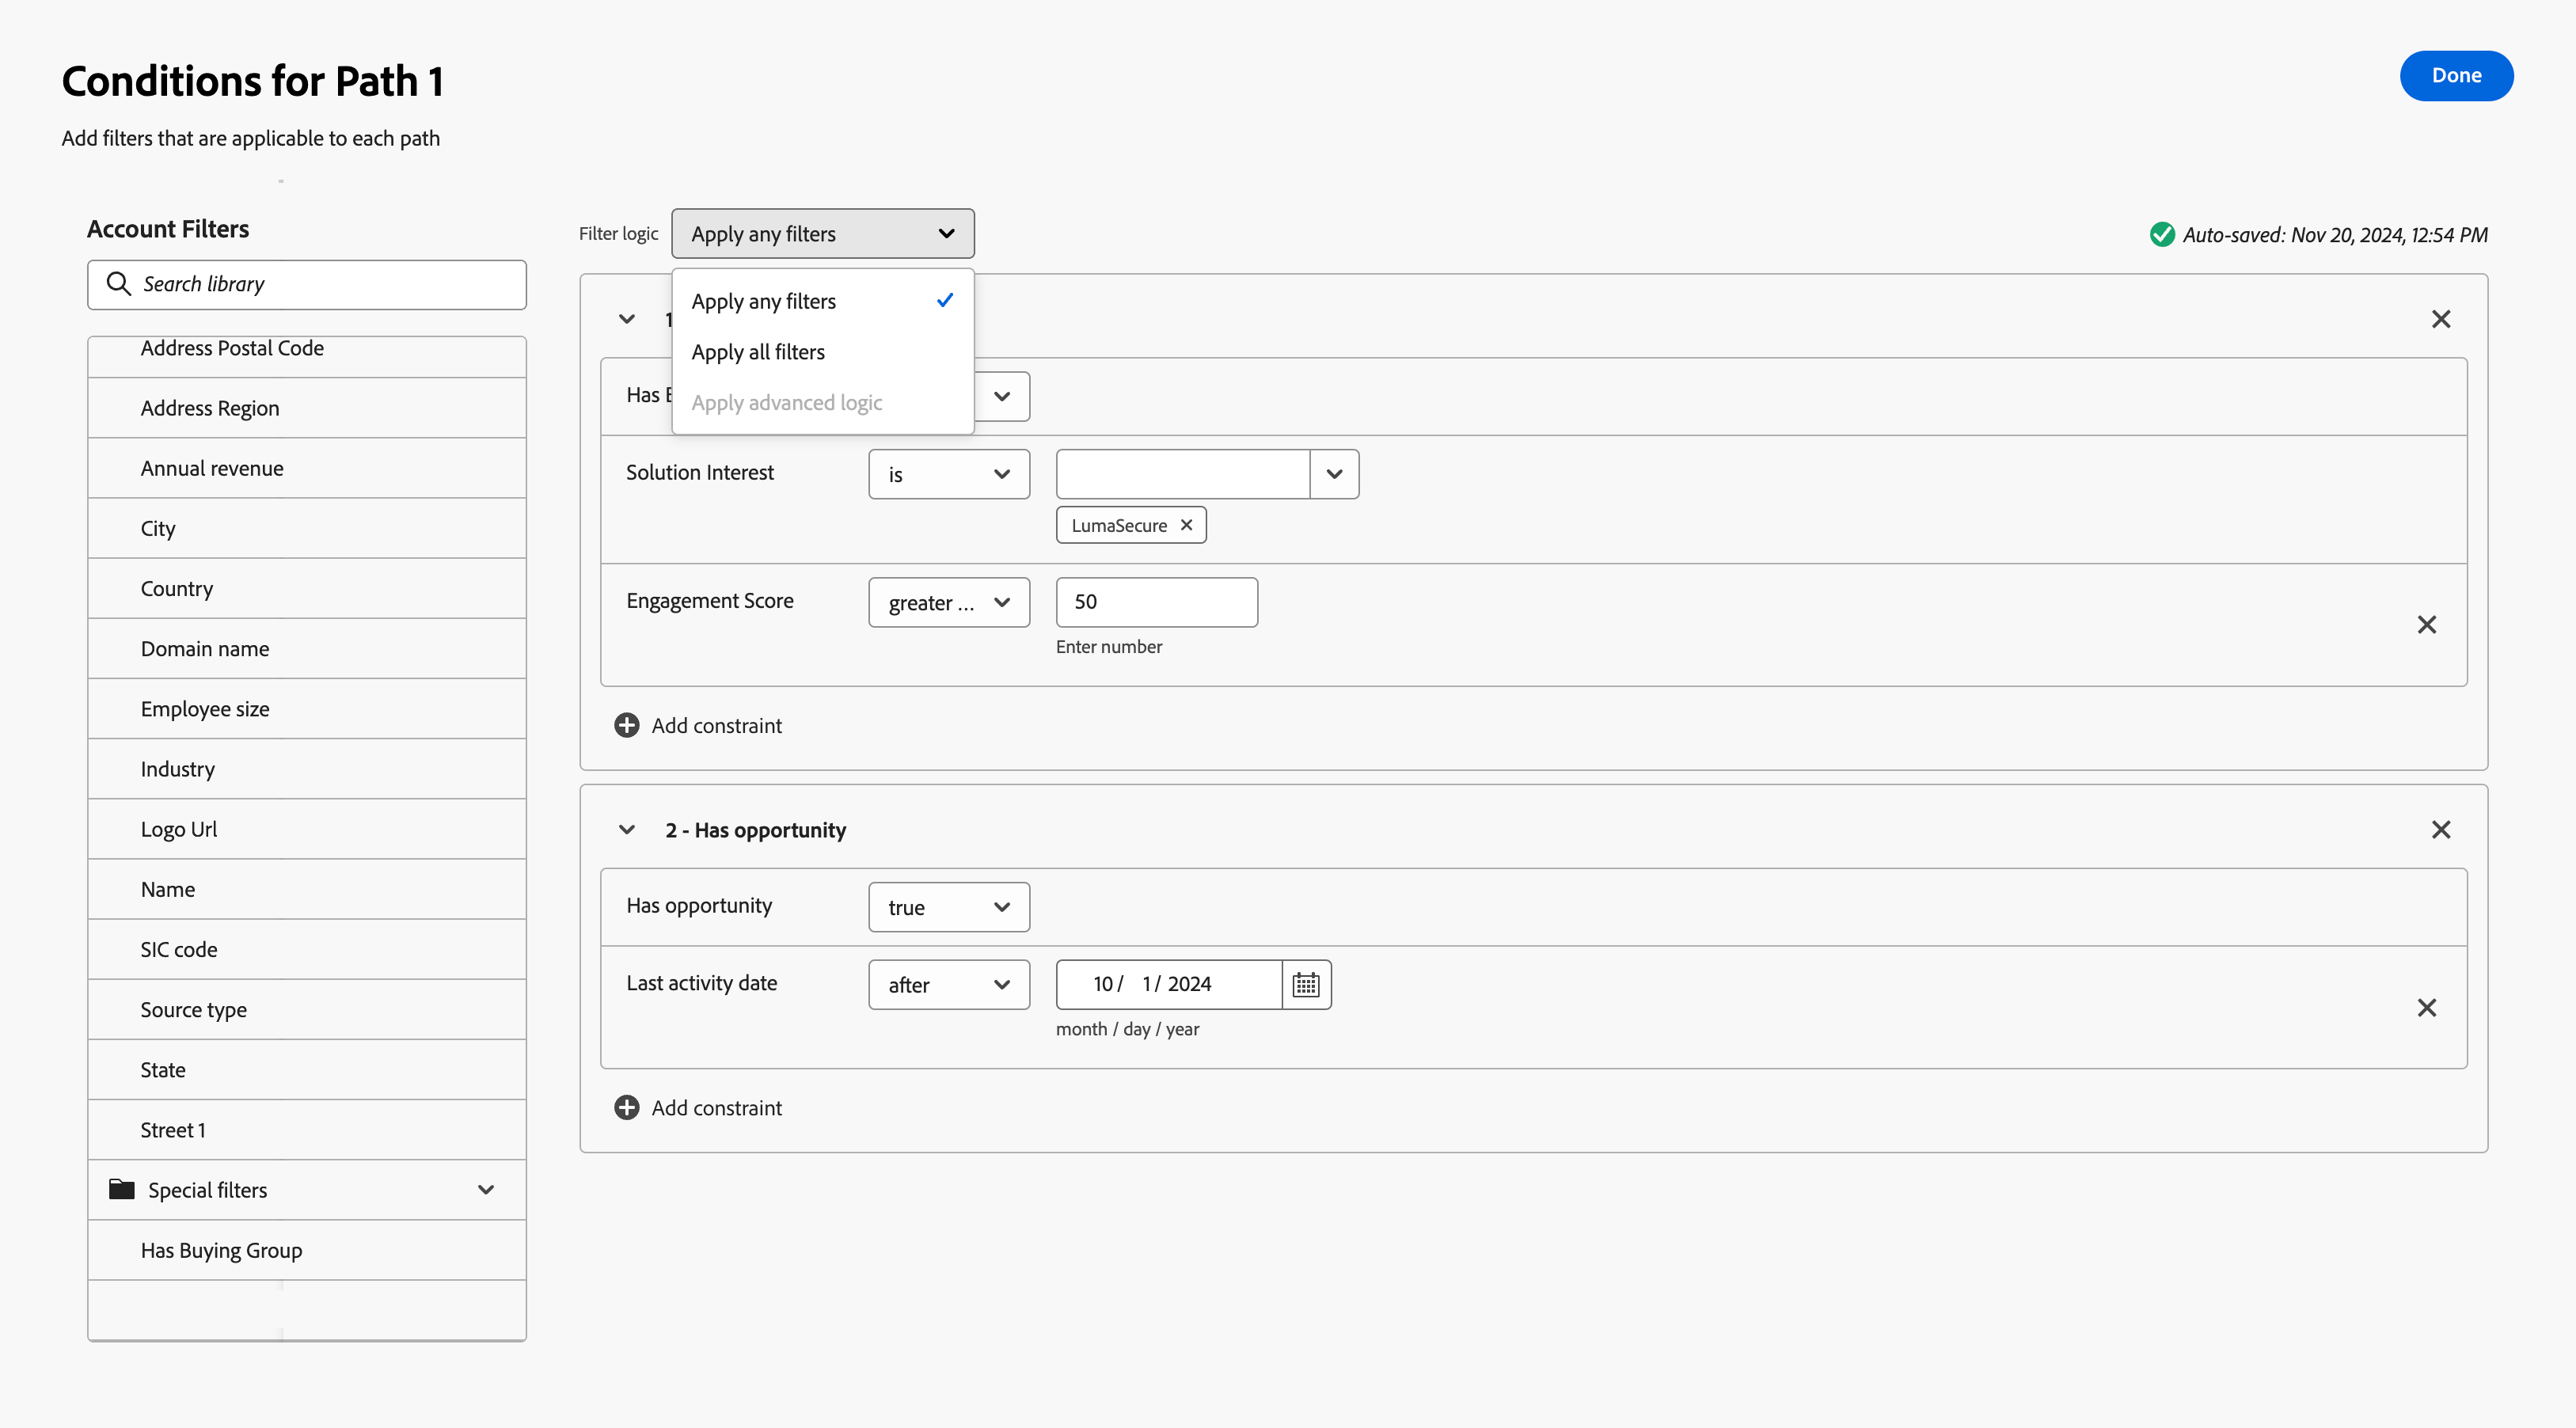 Conditions for Path 1
Done
Add filters that are applicable to each path
Account Filters
Search library
Address Postal Code
Address Region
Annual revenue
City
Country
Domain name
Employee size
Industry
Logo Url
Name
SIC code
Source type
State
Street 1
Special filters
Has Buying Group
Filter logic
Apply any filters
Auto-saved: Nov 20, 2024, 12:54 PM
Apply any filters
Apply all filters
Apply advanced logic
1
Has
Solution Interest
is
LumaSecure
Engagement Score
greater ...
50
Enter number
Add constraint
2 - Has opportunity
Has opportunity
true
Last activity date
after
10 / 1 / 2024
month / day / year
Add constraint